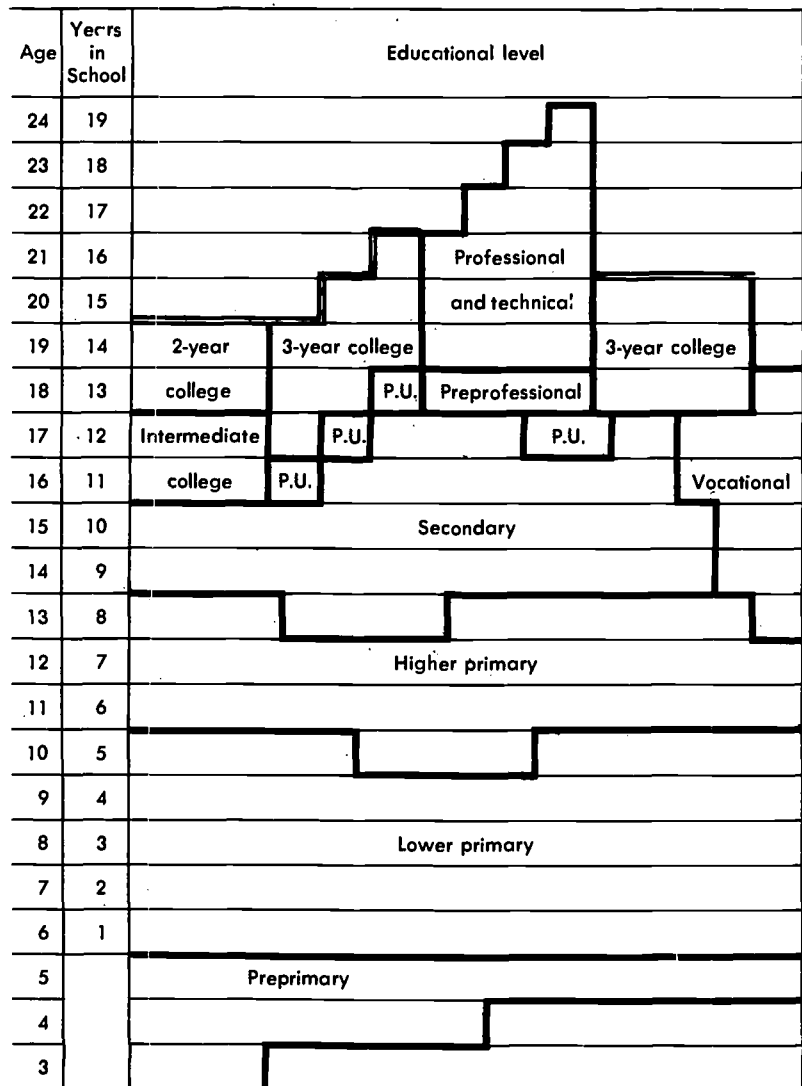 Age Years in School Educational level
24 19
23 18
22 17
21 16 Professional
20 15 and technical
19 14 2-year 3-year college 3-year college
18 13 college P.U. Preprofessional
17 12 Intermediate P.U. P.U.
16 11 college P.U. Vocational
15 10 Secondary
14 9
13 8
12 7 Higher primary
11 6
10 5
9 4
8 3 Lower primary
7 2
6 1
5 Preprimary
4
3